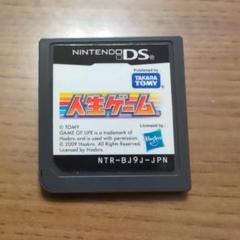 NINTENDO DS
Published by
TAKARA TOMY
人生ゲーム
© TOMY
GAME OF LIFE is a trademark of
Hasbro and is used with permission.
© 2009 Hasbro. All Rights Reserved.
Licensed by Hasbro.
Licensed by:
Hasbro
NTR-BJ9J-JPN